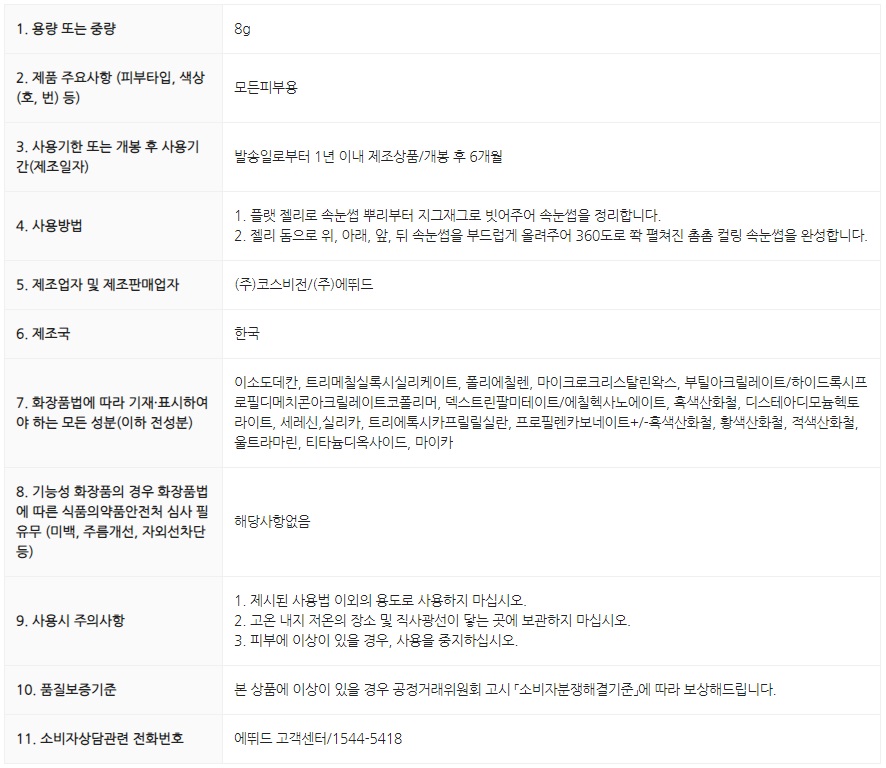 1. 용량 또는 중량
8g
2. 제품 주요사항 (피부타입, 색상
(호, 번) 등)
모든피부용
3. 사용기한 또는 개봉 후 사용기
간(제조일자)
발송일로부터 1년 이내 제조상품/개봉 후 6개월
4. 사용방법
1. 플랫 젤리로 속눈썹 뿌리부터 지그재그로 빗어주어 속눈썹을 정리합니다.
2. 젤리 돔으로 위, 아래, 앞, 뒤 속눈썹을 부드럽게 올려주어 360도로 쫙 펼쳐진 촘촘 컬링 속눈썹을 완성합니다.
5. 제조업자 및 제조판매업자
(주)코스비전/(주)에뛰드
6. 제조국
한국
7. 화장품법에 따라 기재·표시하여
야 하는 모든 성분(이하 전성분)
이소도데칸, 트리메칠실록시실리케이트, 폴리에칠렌, 마이크로크리스탈린왁스, 부틸아크릴레이트/하이드록시프
로필디메치콘아크릴레이트코폴리머, 덱스트린팔미테이트/에칠헥사노에이트, 흑색산화철, 디스테아디모늄헥토
라이트, 세레신,실리카, 트리에톡시카프릴릴실란, 프로필렌카보네이트+/-흑색산화철, 황색산화철, 적색산화철,
울트라마린, 티타늄디옥사이드, 마이카
8. 기능성 화장품의 경우 화장품법
에 따른 식품의약품안전처 심사 필
유무 (미백, 주름개선, 자외선차단
등)
해당사항없음
9. 사용시 주의사항
1. 제시된 사용법 이외의 용도로 사용하지 마십시오.
2. 고온 내지 저온의 장소 및 직사광선이 닿는 곳에 보관하지 마십시오.
3. 피부에 이상이 있을 경우, 사용을 중지하십시오.
10. 품질보증기준
본 상품에 이상이 있을 경우 공정거래위원회 고시 「소비자분쟁해결기준」에 따라 보상해드립니다.
11. 소비자상담관련 전화번호
에뛰드 고객센터/1544-5418